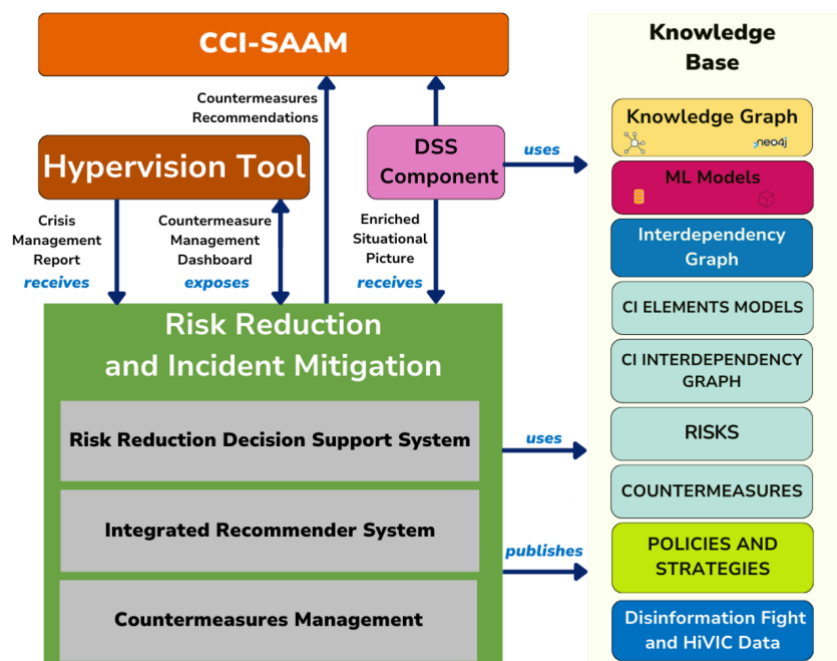 CCI-SAAM
Knowledge
Base
Countermeasures
Recommendations
Hypervision Tool
DSS
Component
uses
Knowledge Graph
neo4j
ML Models
Crisis
Management
Report
receives
Countermeasure
Management
Dashboard
exposes
Enriched
Situational
Picture
receives
Interdependency
Graph
CI ELEMENTS MODELS
CI INTERDEPENDENCY
GRAPH
RISKS
COUNTERMEASURES
POLICIES AND
STRATEGIES
Disinformation Fight
and HiVIC Data
Risk Reduction
and Incident Mitigation
Risk Reduction Decision Support System
uses
Integrated Recommender System
publishes
Countermeasures Management